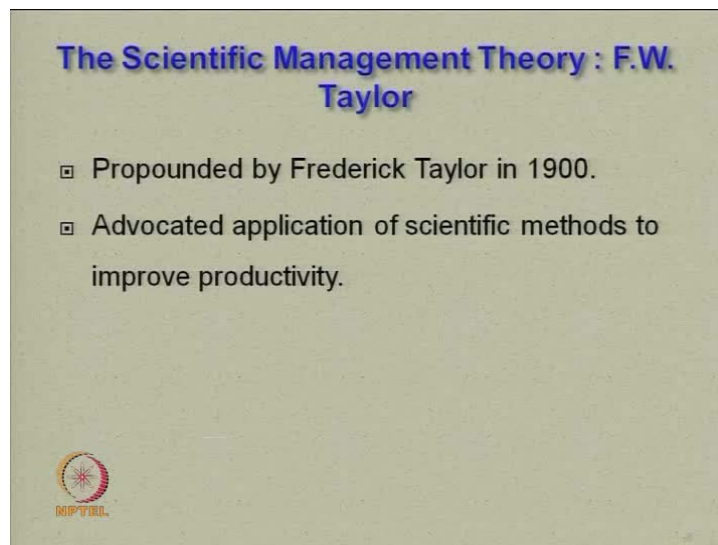 The Scientific Management Theory : F.W.
Taylor
Propounded by Frederick Taylor in 1900.
Advocated application of scientific methods to
improve productivity.
NPTEL